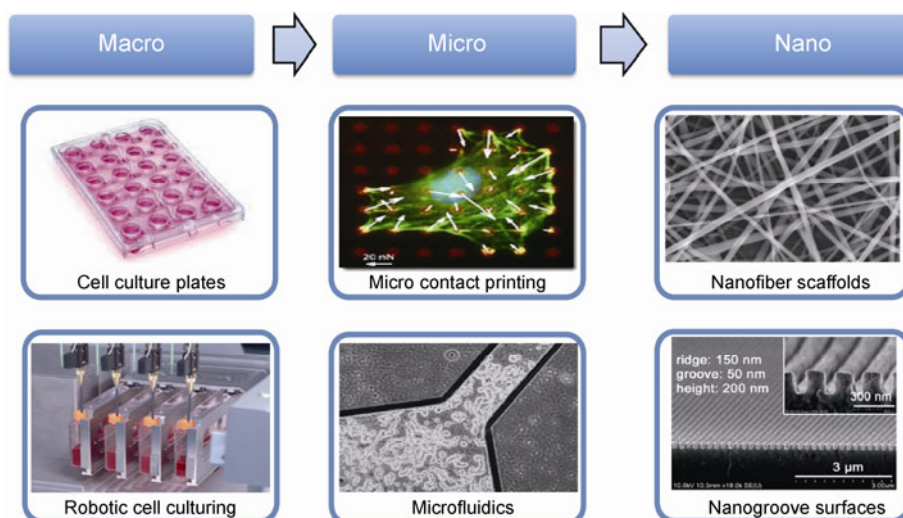 Macro
Micro
Nano
Cell culture plates
20 nN
Micro contact printing
Nanofiber scaffolds
Robotic cell culturing
Microfluidics
ridge: 150 nm
groove: 50 nm
height: 200 nm
300 nm
3 μm
Nanogroove surfaces